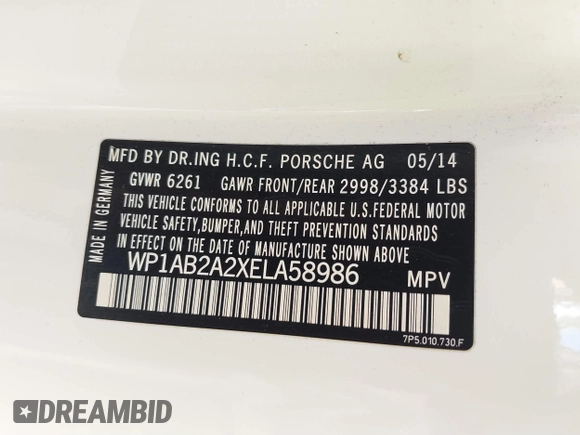 MFD BY DR.ING H.C.F. PORSCHE AG 05/14
GVWR 6261 GAWR FRONT/REAR 2998/3384 LBS
THIS VEHICLE CONFORMS TO ALL APPLICABLE U.S.FEDERAL MOTOR
VEHICLE SAFETY,BUMPER,AND THEFT PREVENTION STANDARDS
IN EFFECT ON THE DATE OF MANUFACTURE SHOWN ABOVE.
WP1AB2A2XELA58986 MPV
MADE IN GERMANY
7P5.010.730.F
DREAMBID